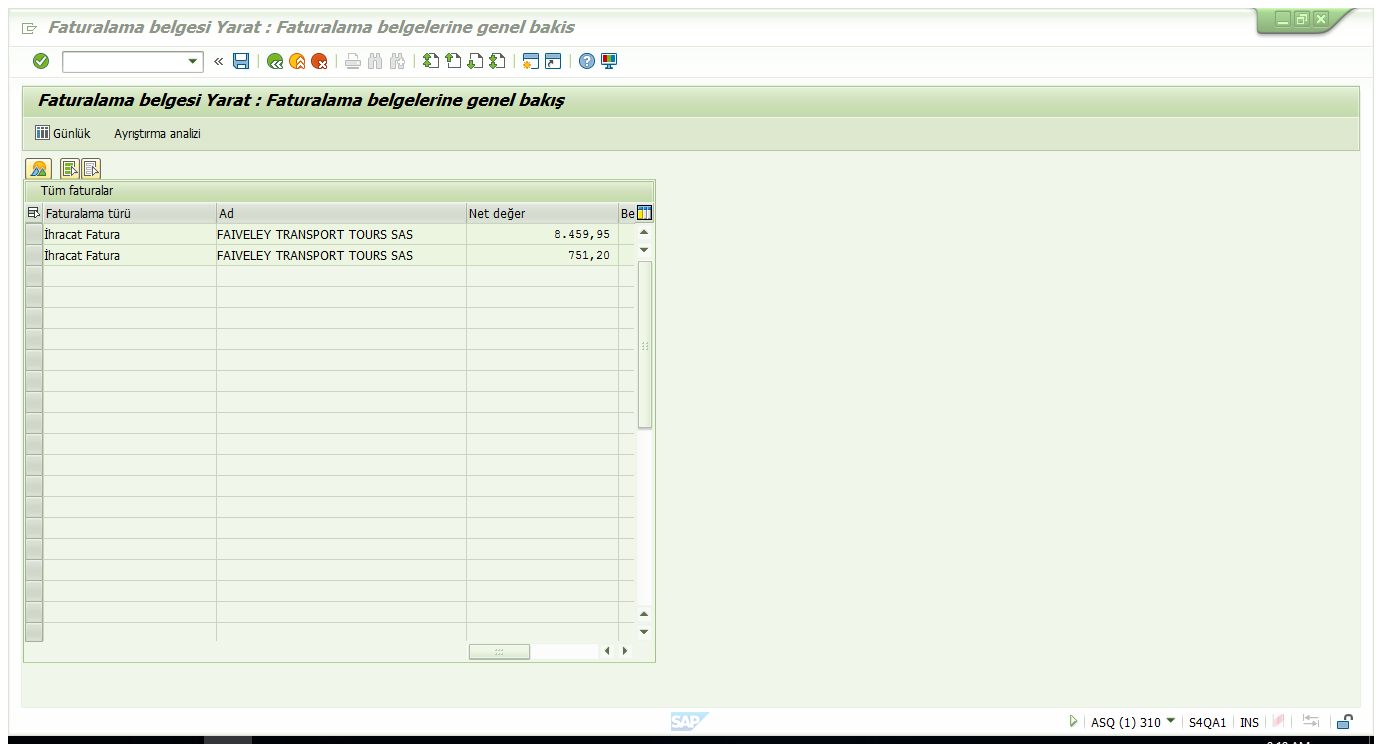 Faturalama belgesi Yarat : Faturalama belgelerine genel bakis
Faturalama belgesi Yarat : Faturalama belgelerine genel bakış
Günlük Ayrıştırma analizi
Tüm faturalar
Faturalama türü Ad Net değer Be
İhracat Fatura FAIVELEY TRANSPORT TOURS SAS 8.459,95
İhracat Fatura FAIVELEY TRANSPORT TOURS SAS 751,20
SAP ASQ (1) 310 S4QA1 INS